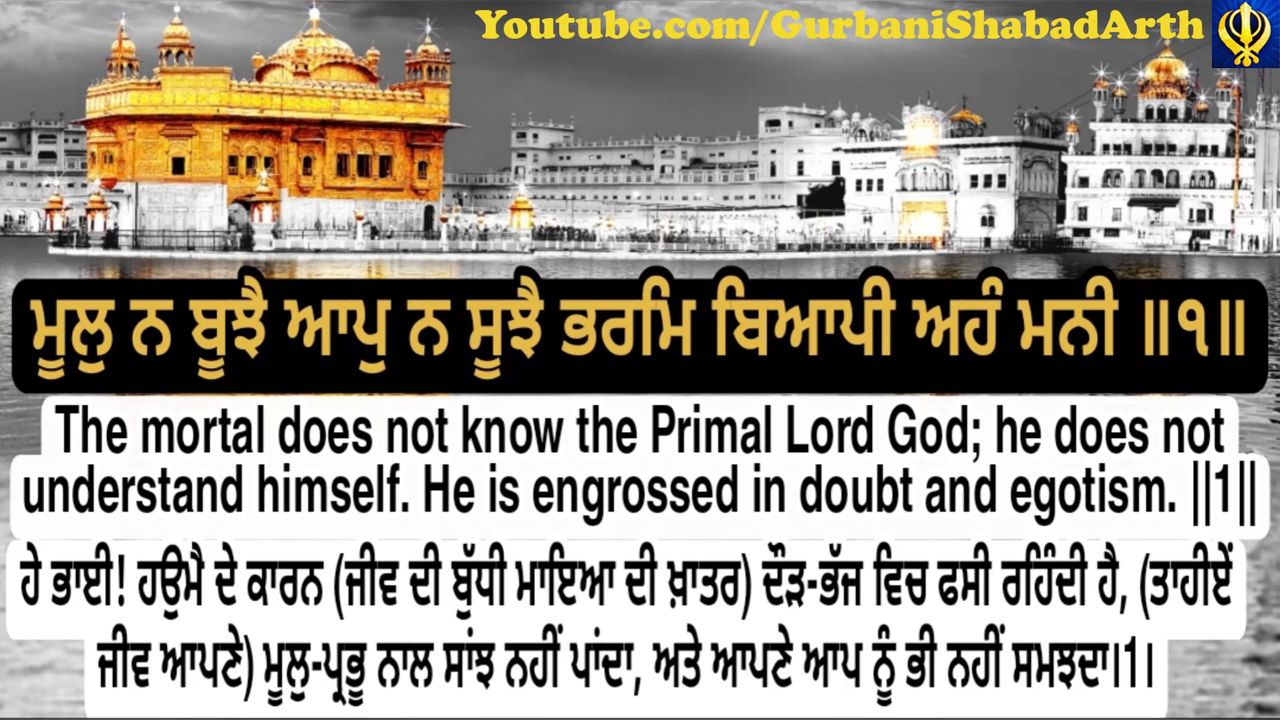 Youtube.com/GurbaniShabadArth
ਮੂਲੁ ਨ ਬੂਝੈ ਆਪੁ ਨ ਸੂਝੈ ਭਰਮਿ ਬਿਆਪੀ ਅਹੰ ਮਨੀ ॥੧॥
The mortal does not know the Primal Lord God; he does not
understand himself. He is engrossed in doubt and egotism. ||1||
ਹੇ ਭਾਈ! ਹਉਮੈ ਦੇ ਕਾਰਨ (ਜੀਵ ਦੀ ਬੁੱਧੀ ਮਾਇਆ ਦੀ ਖ਼ਾਤਰ) ਦੌੜ-ਭੱਜ ਵਿਚ ਫਸੀ ਰਹਿੰਦੀ ਹੈ, (ਤਾਹੀਏਂ
ਜੀਵ ਆਪਣੇ) ਮੂਲੁ-ਪ੍ਰਭੂ ਨਾਲ ਸਾਂਝ ਨਹੀਂ ਪਾਂਦਾ, ਅਤੇ ਆਪਣੇ ਆਪ ਨੂੰ ਭੀ ਨਹੀਂ ਸਮਝਦਾ।1।